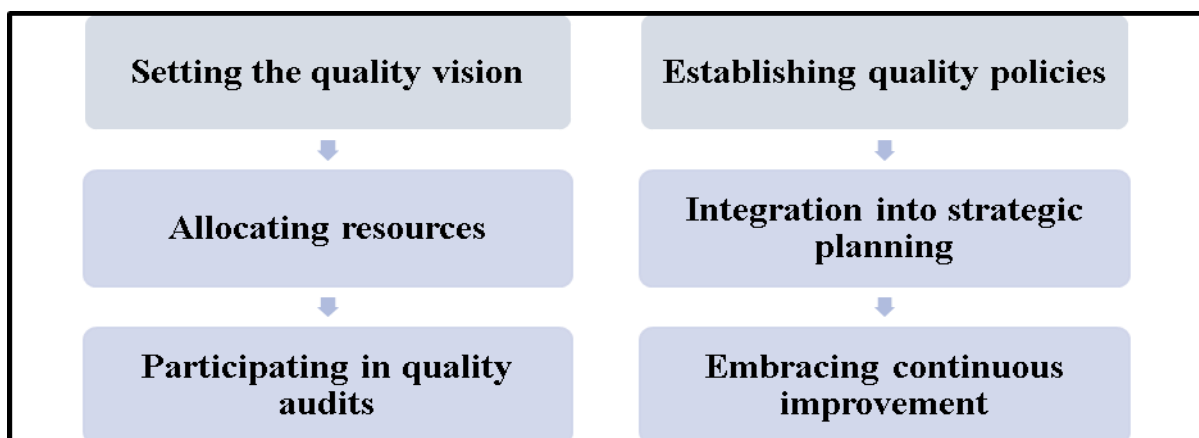 Setting the quality vision
Allocating resources
Participating in quality
audits
Establishing quality policies
Integration into strategic
planning
Embracing continuous
improvement